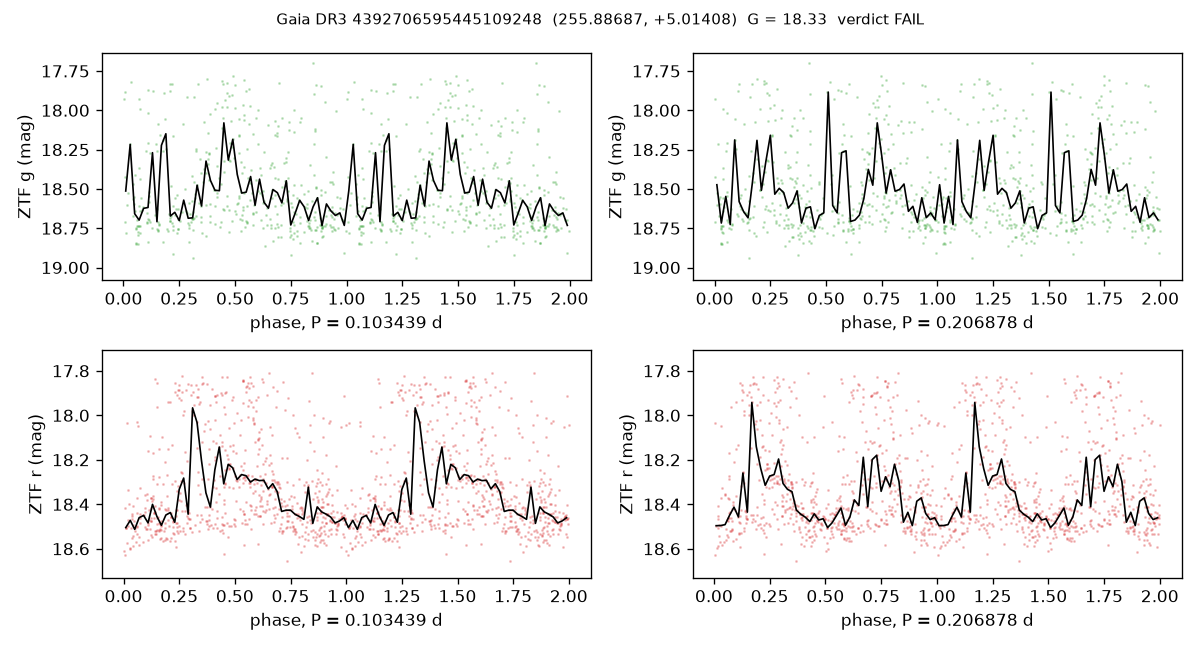 Gaia DR3 4392706595445109248  (255.88687, +5.01408)  G = 18.33  verdict FAIL
ZTF g (mag)
17.75
18.00
18.25
18.50
18.75
19.00
0.00 0.25 0.50 0.75 1.00 1.25 1.50 1.75 2.00
phase, P = 0.103439 d
ZTF g (mag)
17.75
18.00
18.25
18.50
18.75
19.00
0.00 0.25 0.50 0.75 1.00 1.25 1.50 1.75 2.00
phase, P = 0.206878 d
ZTF r (mag)
17.8
18.0
18.2
18.4
18.6
0.00 0.25 0.50 0.75 1.00 1.25 1.50 1.75 2.00
phase, P = 0.103439 d
ZTF r (mag)
17.8
18.0
18.2
18.4
18.6
0.00 0.25 0.50 0.75 1.00 1.25 1.50 1.75 2.00
phase, P = 0.206878 d